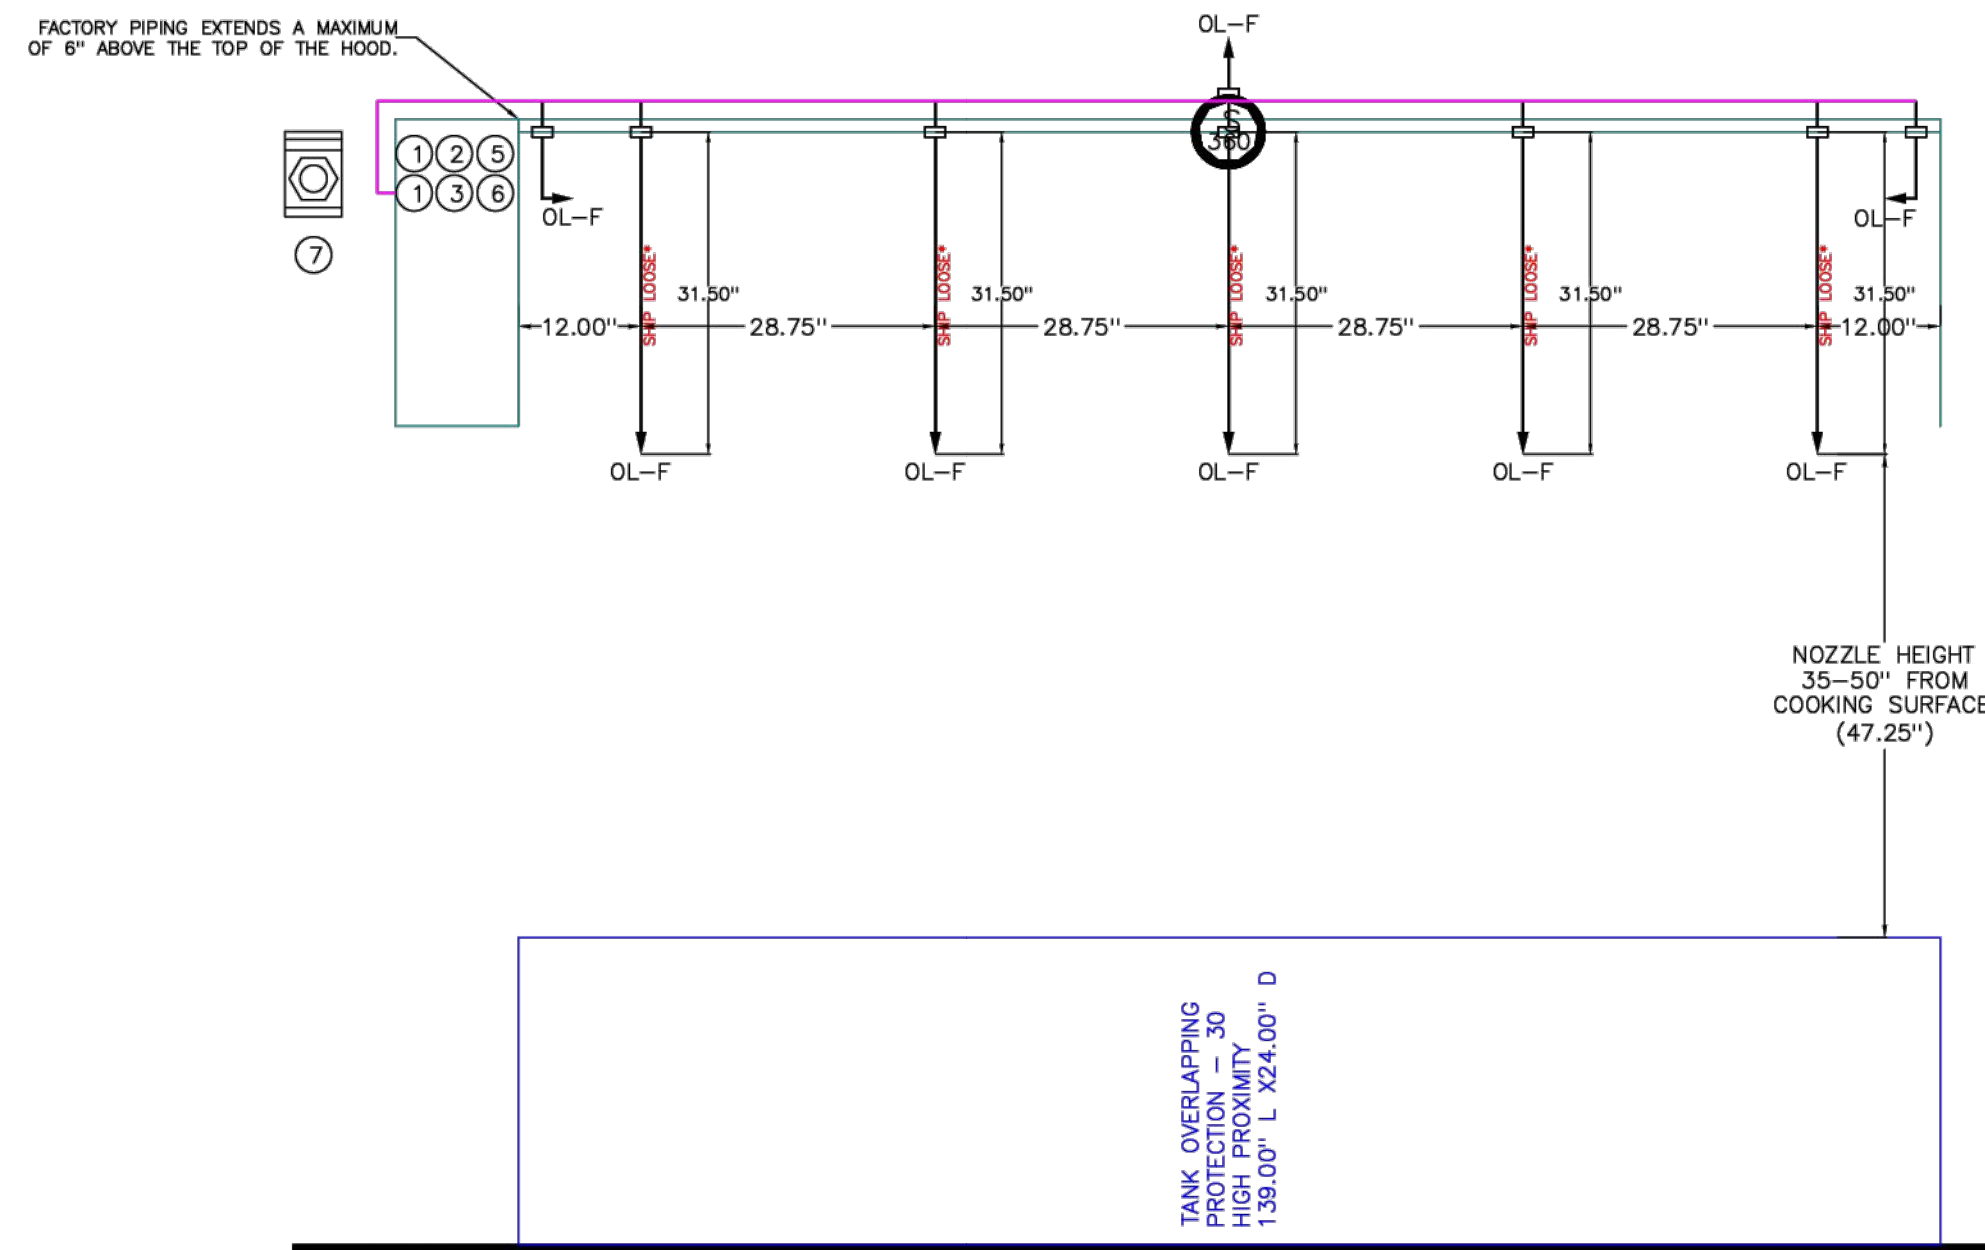 FACTORY PIPING EXTENDS A MAXIMUM
OF 6" ABOVE THE TOP OF THE HOOD.
OL-F
S
360
1 2 5
1 3 6
7
OL-F
OL-F
SHIP LOOSE*
SHIP LOOSE*
SHIP LOOSE*
SHIP LOOSE*
SHIP LOOSE*
31.50"
31.50"
31.50"
31.50"
31.50"
12.00"
28.75"
28.75"
28.75"
28.75"
12.00"
OL-F
OL-F
OL-F
OL-F
OL-F
NOZZLE HEIGHT
35-50" FROM
COOKING SURFACE
(47.25")
TANK OVERLAPPING
PROTECTION - 30
HIGH PROXIMITY
139.00" L X24.00" D